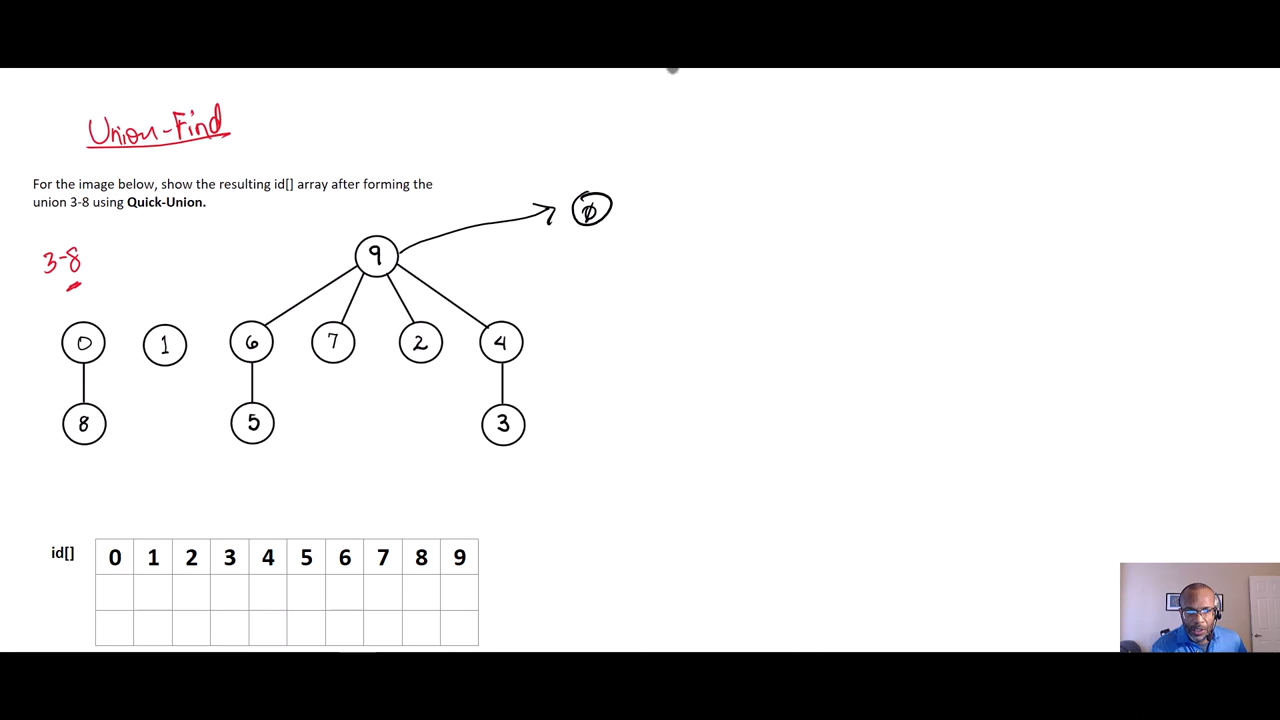 Union-Find
For the image below, show the resulting id[] array after forming the
union 3-8 using Quick-Union.
3-8
0
9
0 1 6 7 2 4
8 5 3
id[] 0 1 2 3 4 5 6 7 8 9